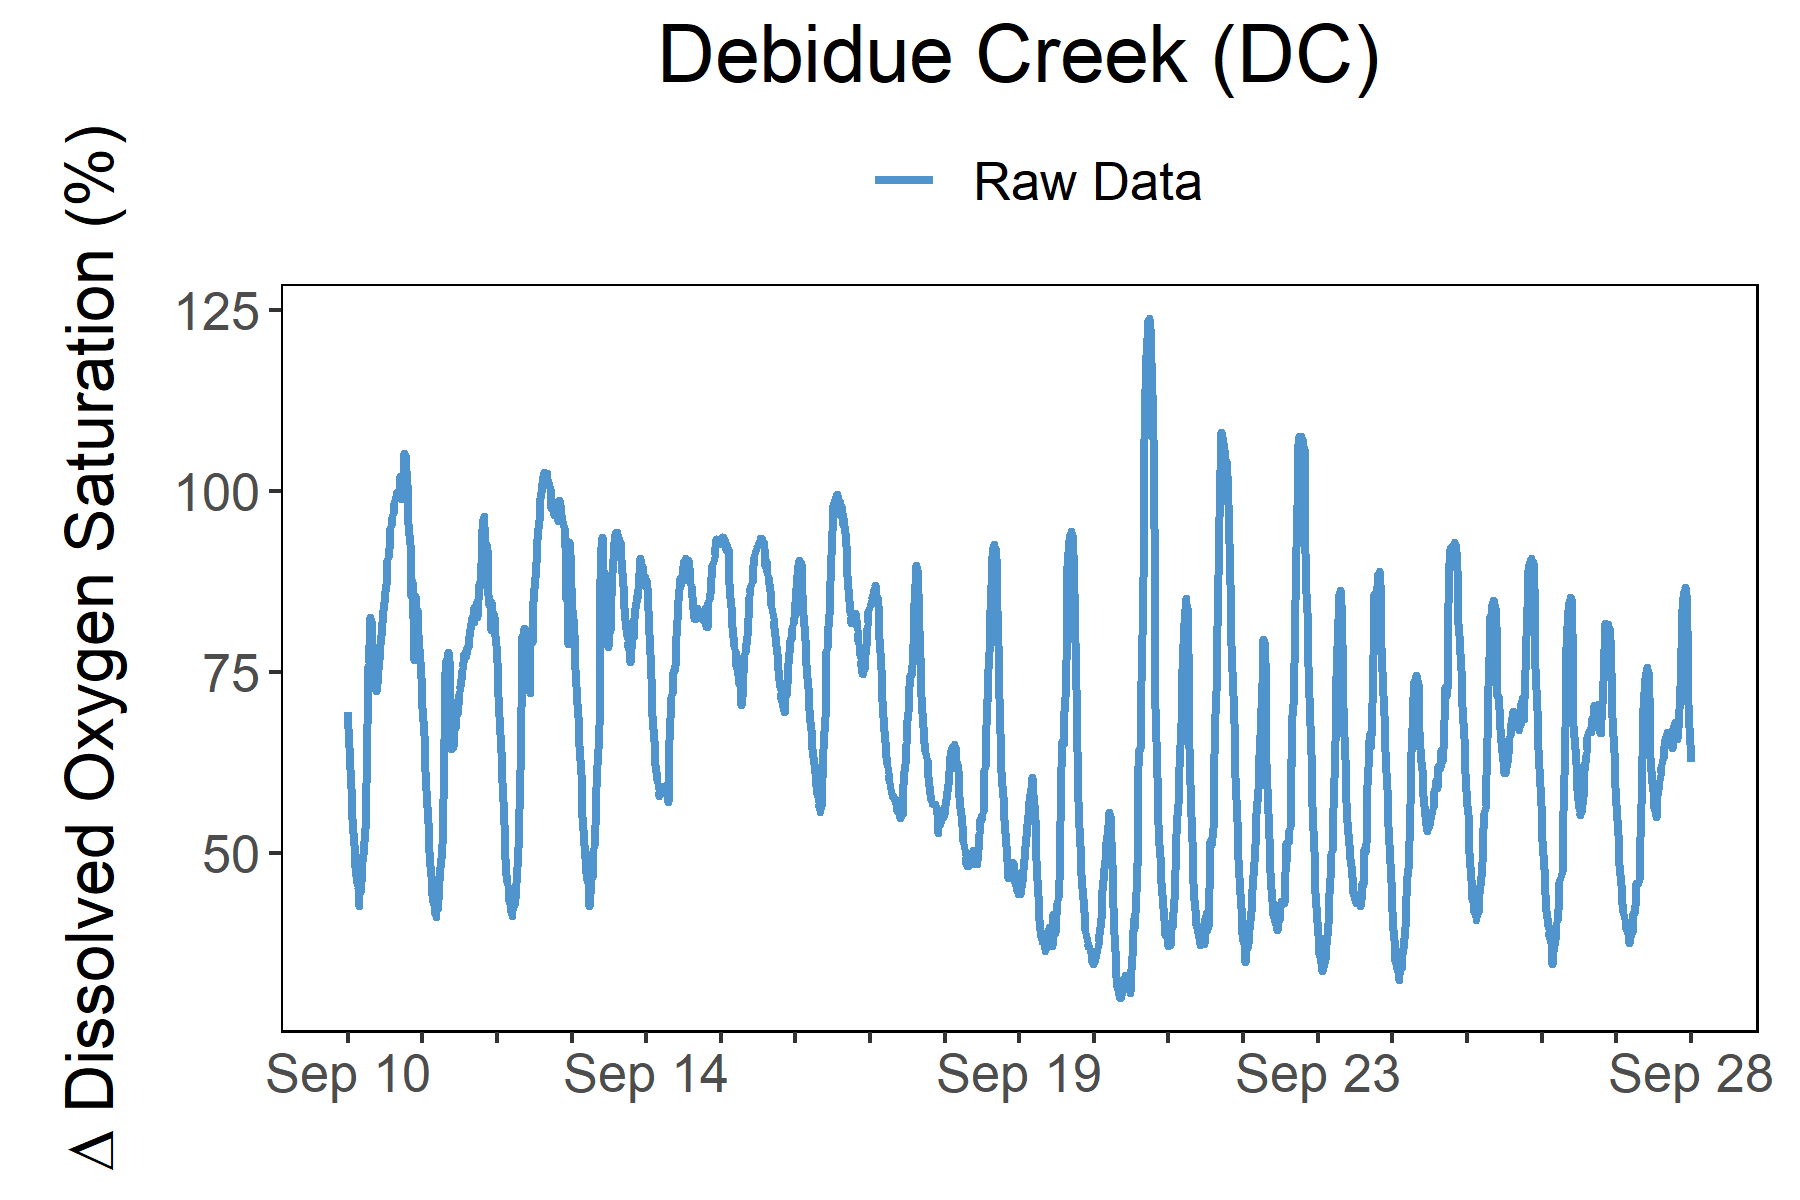 Debidue Creek (DC)
Raw Data
Δ Dissolved Oxygen Saturation (%)
125
100
75
50
Sep 10 Sep 14 Sep 19 Sep 23 Sep 28